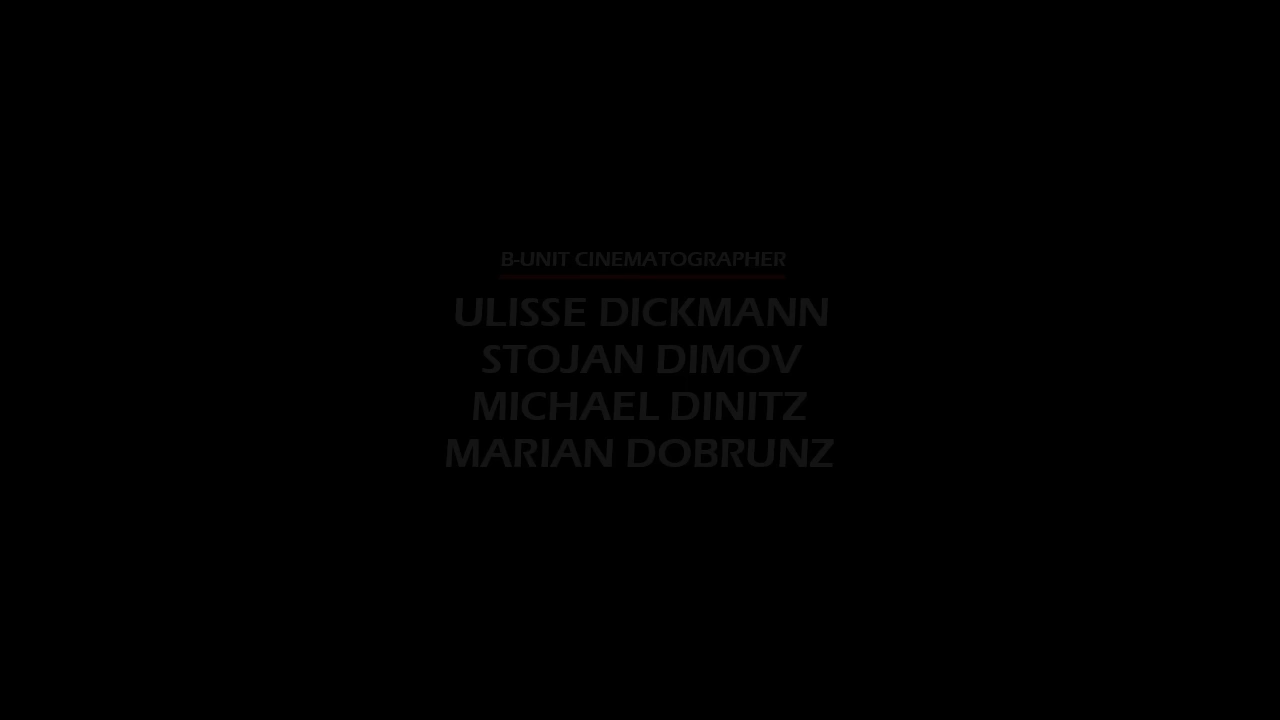 B-UNIT CINEMATOGRAPHER
ULISSE DICKMANN
STOJAN DIMOV
MICHAEL DINITZ
MARIAN DOBRUNZ